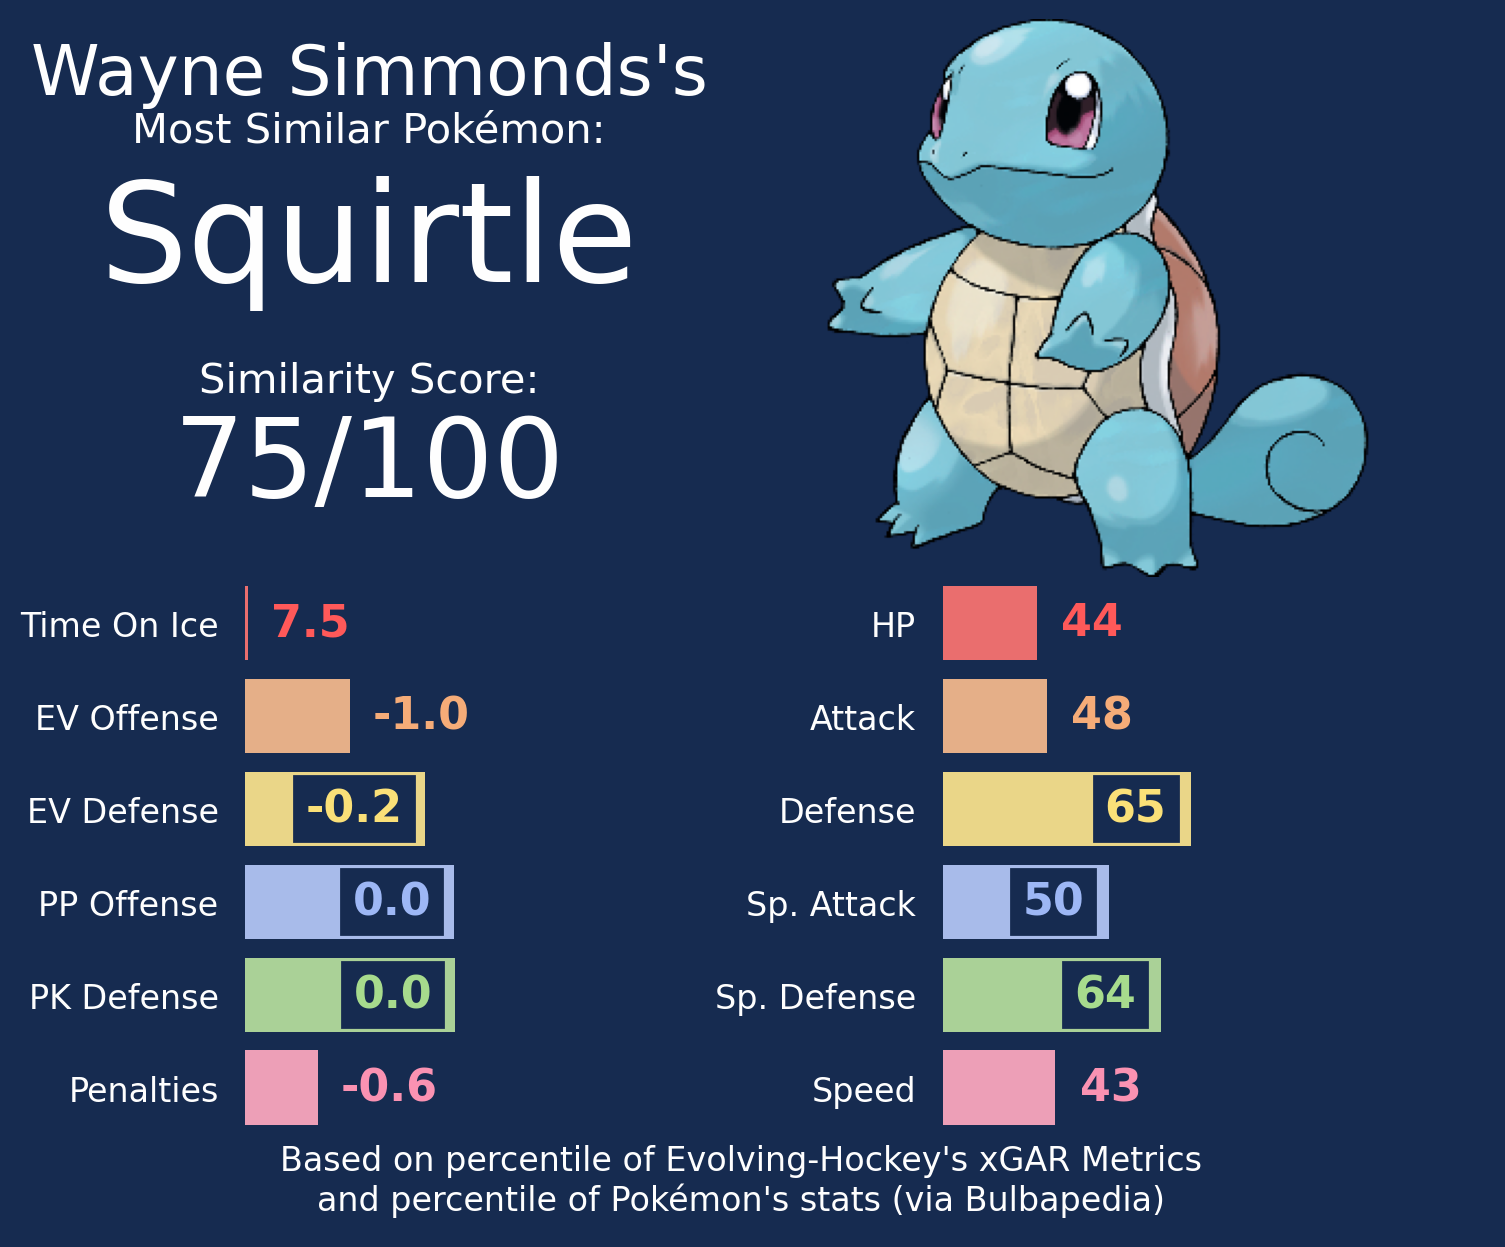 Wayne Simmonds's
Most Similar Pokémon:
Squirtle
Similarity Score:
75/100
Time On Ice 7.5
EV Offense -1.0
EV Defense -0.2
PP Offense 0.0
PK Defense 0.0
Penalties -0.6
HP 44
Attack 48
Defense 65
Sp. Attack 50
Sp. Defense 64
Speed 43
Based on percentile of Evolving-Hockey's xGAR Metrics
and percentile of Pokémon's stats (via Bulbapedia)